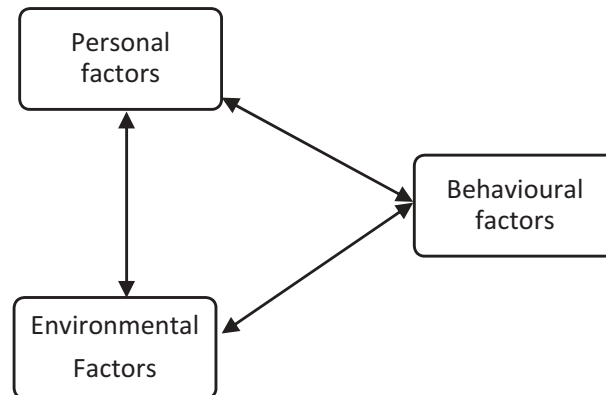 Personal
factors
Behavioural
factors
Environmental
Factors